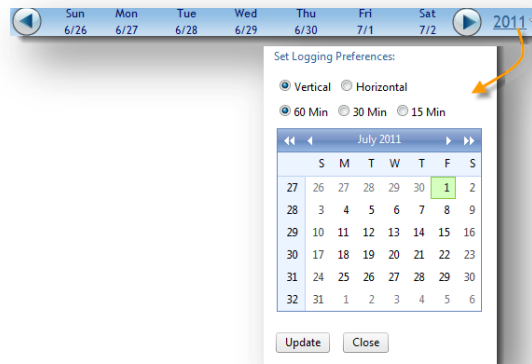 Sun Mon Tue Wed Thu Fri Sat
6/26 6/27 6/28 6/29 6/30 7/1 7/2
2011
Set Logging Preferences:
Vertical Horizontal
60 Min 30 Min 15 Min
July 2011
S M T W T F S
27 26 27 28 29 30 1 2
28 3 4 5 6 7 8 9
29 10 11 12 13 14 15 16
30 17 18 19 20 21 22 23
31 24 25 26 27 28 29 30
32 31 1 2 3 4 5 6
Update Close